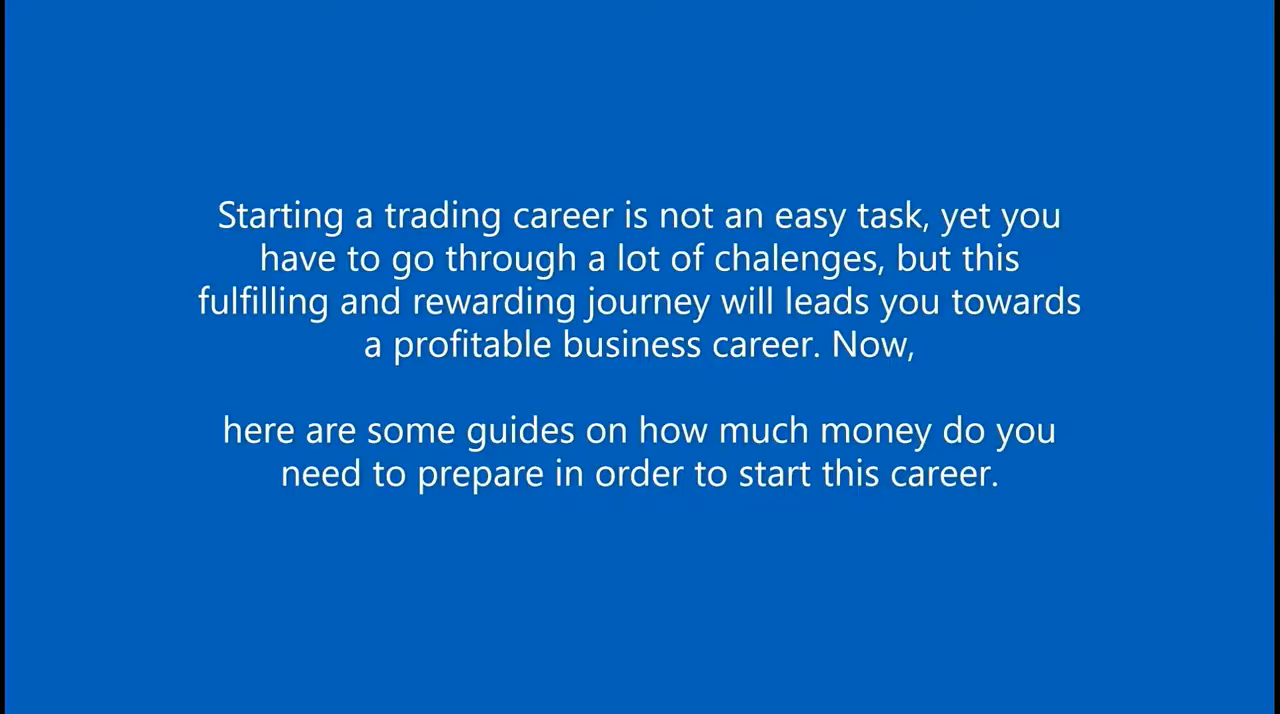 Starting a trading career is not an easy task, yet you
have to go through a lot of chalenges, but this
fulfilling and rewarding journey will leads you towards
a profitable business career. Now,
here are some guides on how much money do you
need to prepare in order to start this career.